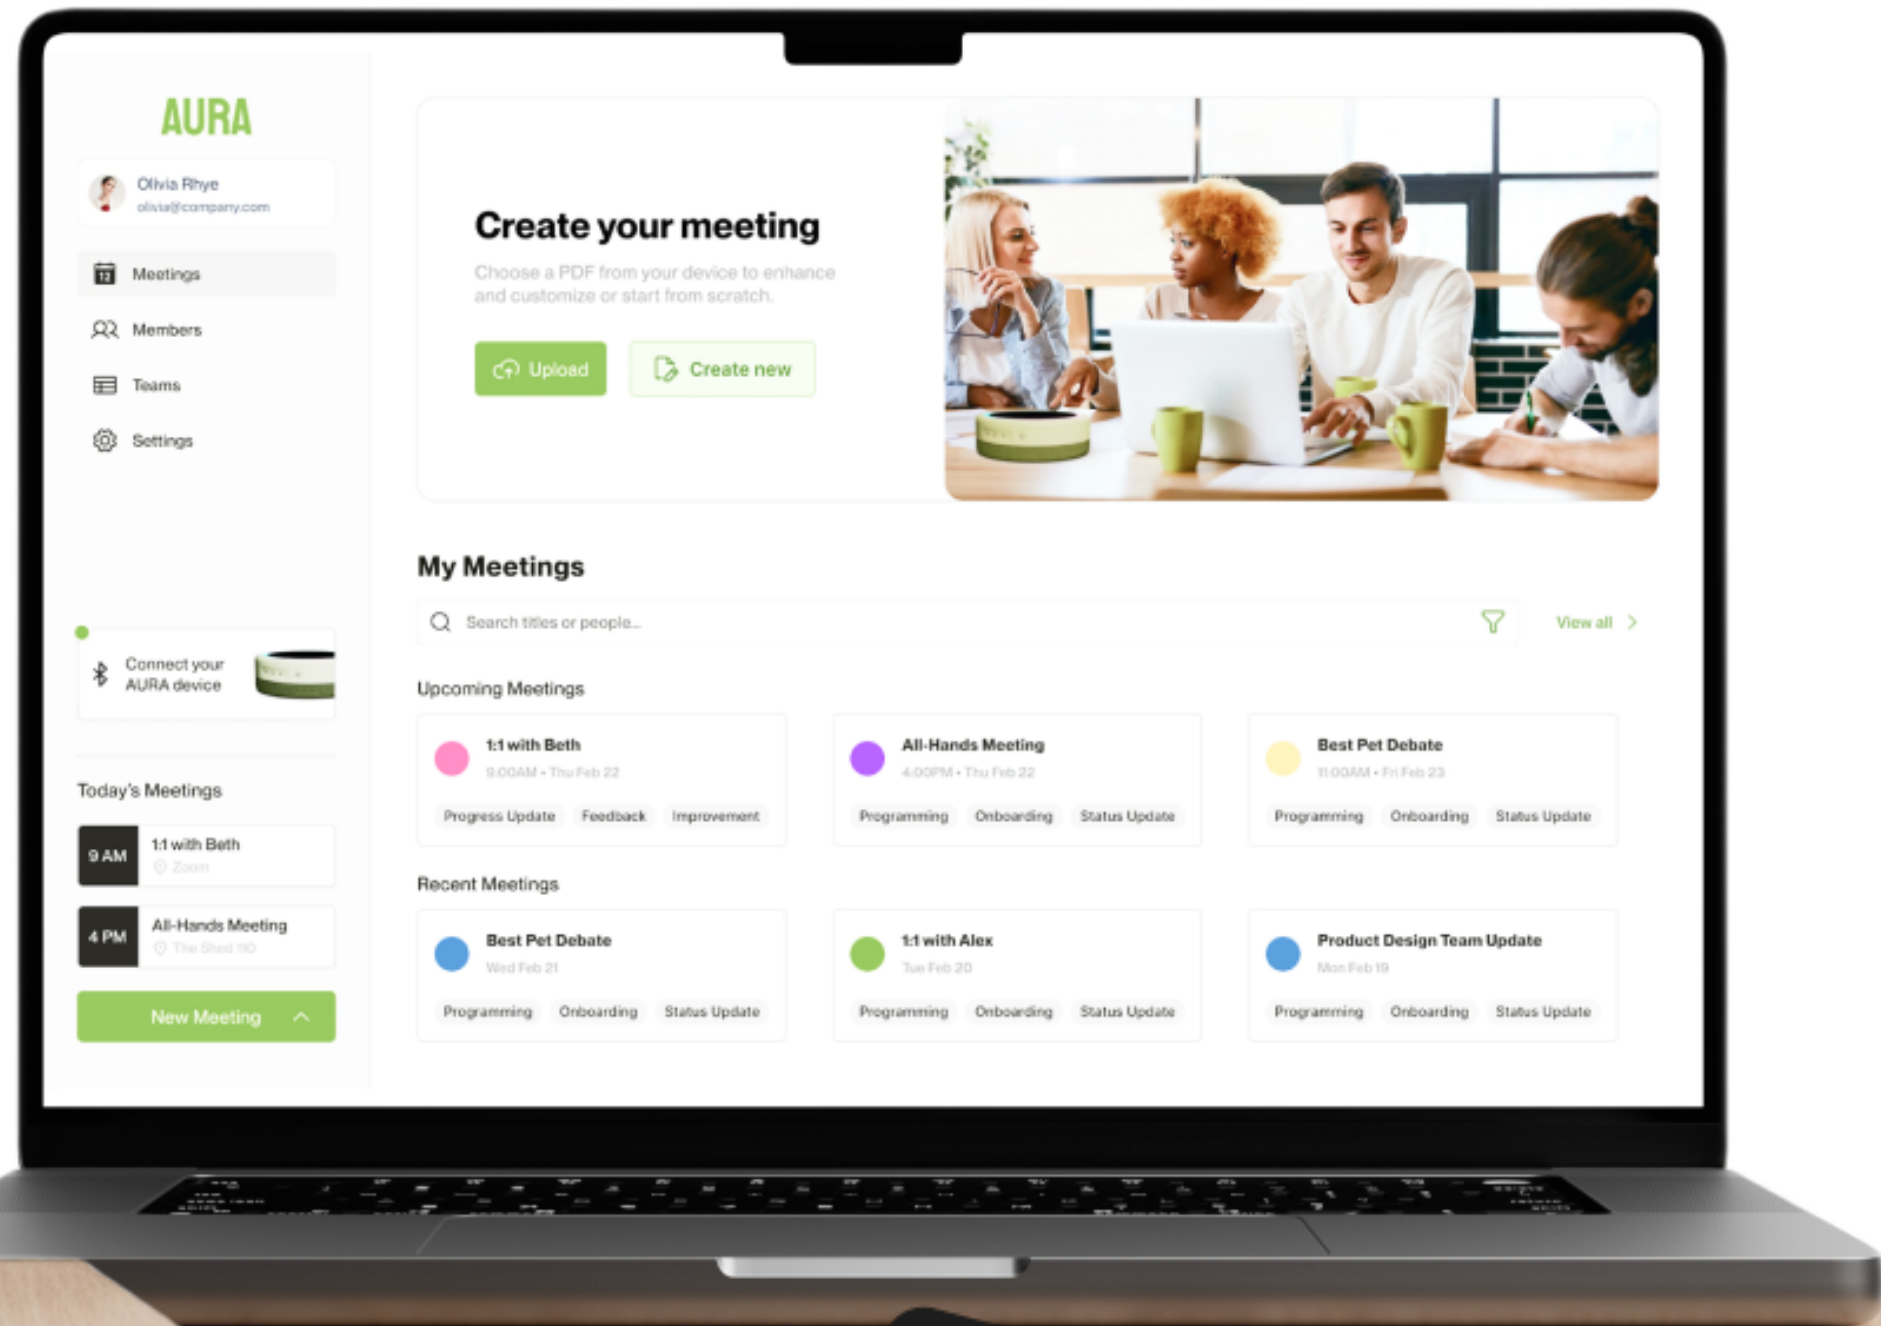 AURA
Olivia Rhye
olivia@company.com
12
Meetings
Members
Teams
Settings
Connect your
AURA device
Today's Meetings
9 AM
1:1 with Beth
Zoom
4 PM
All-Hands Meeting
The Shed 110
New Meeting
Create your meeting
Choose a PDF from your device to enhance
and customize or start from scratch.
Upload
Create new
My Meetings
Search titles or people...
View all
Upcoming Meetings
1:1 with Beth
9:00AM • Thu Feb 22
Progress Update Feedback Improvement
All-Hands Meeting
4:00PM • Thu Feb 22
Programming Onboarding Status Update
Best Pet Debate
11:00AM • Fri Feb 23
Programming Onboarding Status Update
Recent Meetings
Best Pet Debate
Wed Feb 21
Programming Onboarding Status Update
1:1 with Alex
Tue Feb 20
Programming Onboarding Status Update
Product Design Team Update
Mon Feb 19
Programming Onboarding Status Update